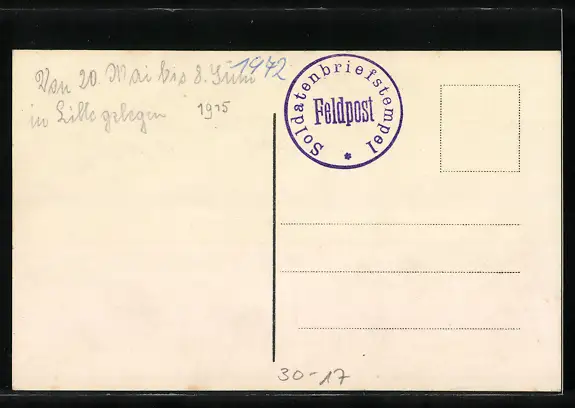 Von 20. Mai bis 8. Juni 1942
in Lille gelegen 1915
Soldatenbriefstempel
Feldpost
*
30-17